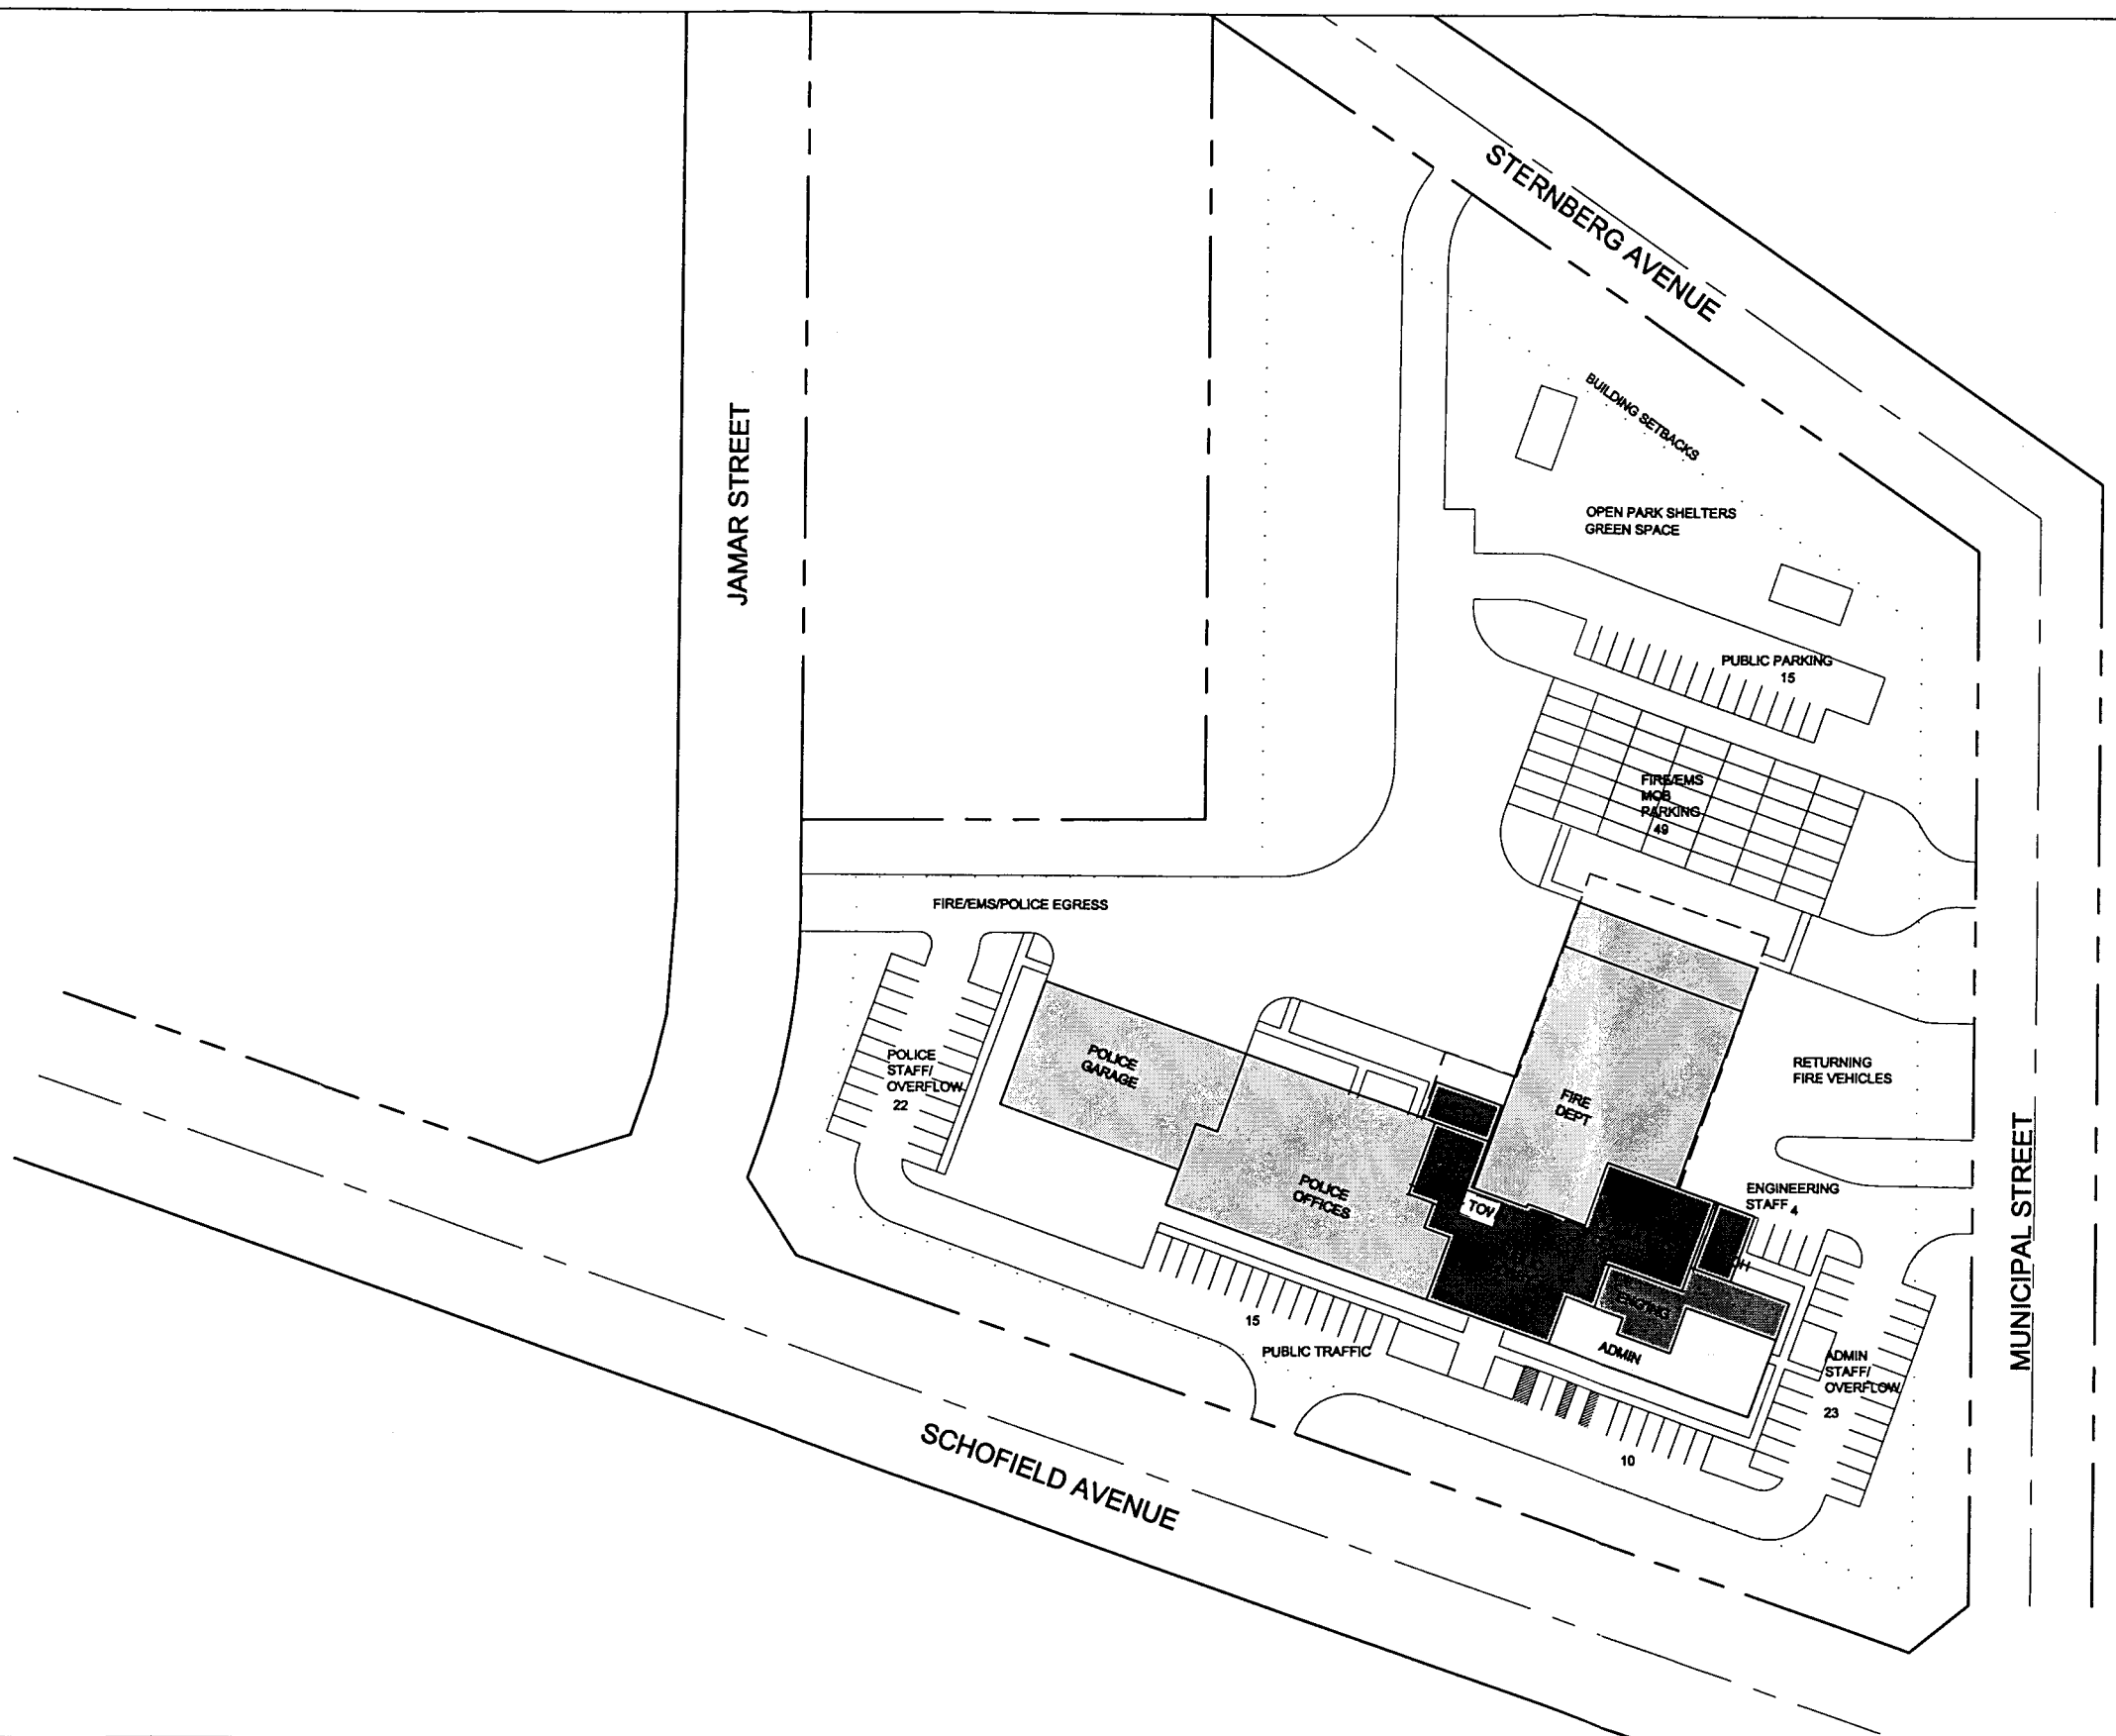 STERNBERG AVENUE
JAMAR STREET
BUILDING SETBACKS
OPEN PARK SHELTERS
GREEN SPACE
PUBLIC PARKING
15
FIRE/EMS
MOB
PARKING
49
FIRE/EMS/POLICE EGRESS
POLICE
STAFF/
OVERFLOW
22
POLICE
GARAGE
FIRE
DEPT
RETURNING
FIRE VEHICLES
POLICE
OFFICES
TOV
ENGINEERING
STAFF 4
ADMIN
15
PUBLIC TRAFFIC
ADMIN
STAFF/
OVERFLOW
23
10
MUNICIPAL STREET
SCHOFIELD AVENUE